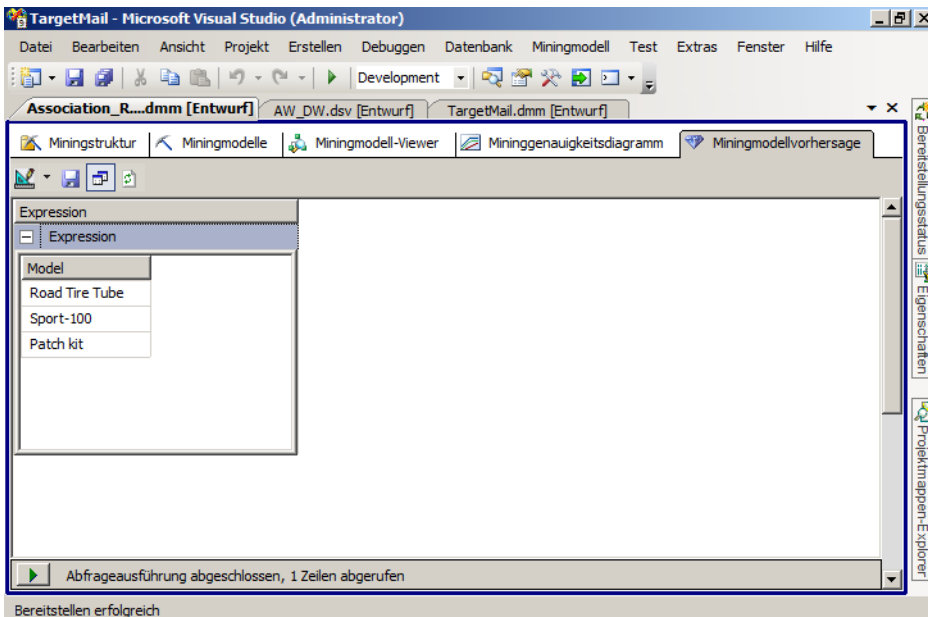 TargetMail - Microsoft Visual Studio (Administrator)
Datei Bearbeiten Ansicht Projekt Erstellen Debuggen Datenbank Miningmodell Test Extras Fenster Hilfe
Development
Association_R....dmm [Entwurf] AW_DW.dsv [Entwurf] TargetMail.dmm [Entwurf]
Miningstruktur Miningmodelle Miningmodell-Viewer Mininggenauigkeitsdiagramm Miningmodellvorhersage
Expression
Expression
Model
Road Tire Tube
Sport-100
Patch kit
Abfrageausführung abgeschlossen, 1 Zeilen abgerufen
Bereitstellen erfolgreich
Bereitstellungsstatus
Eigenschaften
Projektmappen-Explorer